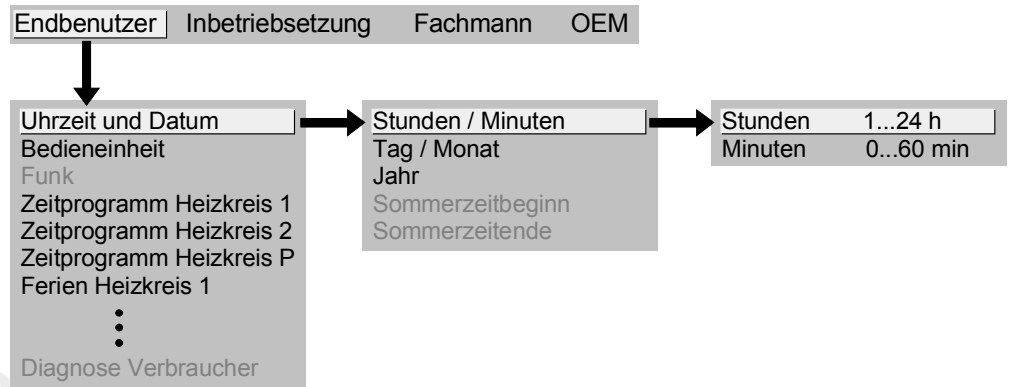 Endbenutzer Inbetriebsetzung Fachmann OEM
Uhrzeit und Datum
Bedieneinheit
Funk
Zeitprogramm Heizkreis 1
Zeitprogramm Heizkreis 2
Zeitprogramm Heizkreis P
Ferien Heizkreis 1
Diagnose Verbraucher
Stunden / Minuten
Tag / Monat
Jahr
Sommerzeitbeginn
Sommerzeitende
Stunden 1...24 h
Minuten 0...60 min